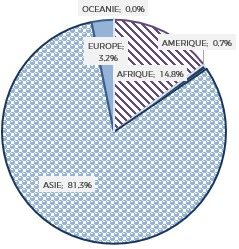 OCEANIE; 0,0%
AMERIQUE; 0,7%
EUROPE;
3,2%
AFRIQUE; 14,8%
ASIE; 81,3%